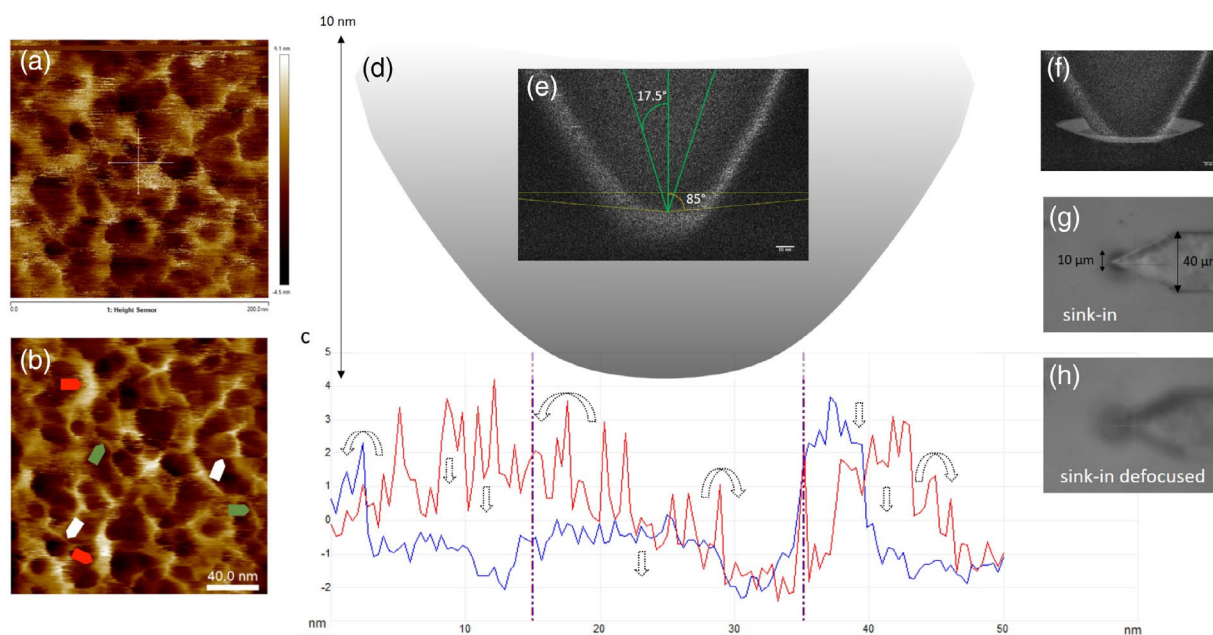 (a)
5.1 nm
-4.5 nm
0.0
1: Height Sensor
200.0 nm
(b)
40.0 nm
10 nm
(d)
(e)
17.5°
85°
10 nm
c
5
4
3
2
1
0
-1
-2
nm
10
20
30
40
50
nm
(f)
(g)
10 µm
40 µm
sink-in
(h)
sink-in defocused